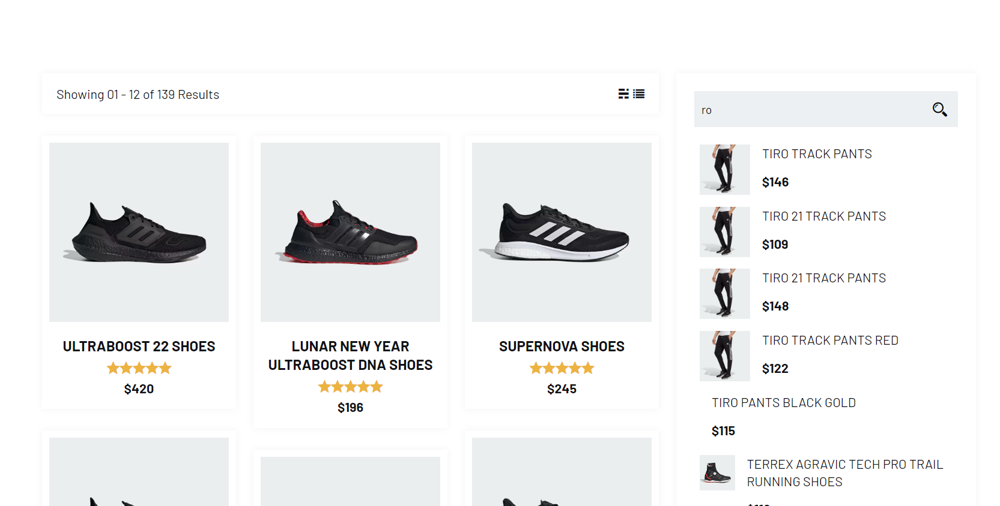 Showing 01 - 12 of 139 Results
ULTRABOOST 22 SHOES
$420
LUNAR NEW YEAR
ULTRABOOST DNA SHOES
$196
SUPERNOVA SHOES
$245
ro
TIRO TRACK PANTS
$146
TIRO 21 TRACK PANTS
$109
TIRO 21 TRACK PANTS
$148
TIRO TRACK PANTS RED
$122
TIRO PANTS BLACK GOLD
$115
TERREX AGRAVIC TECH PRO TRAIL
RUNNING SHOES